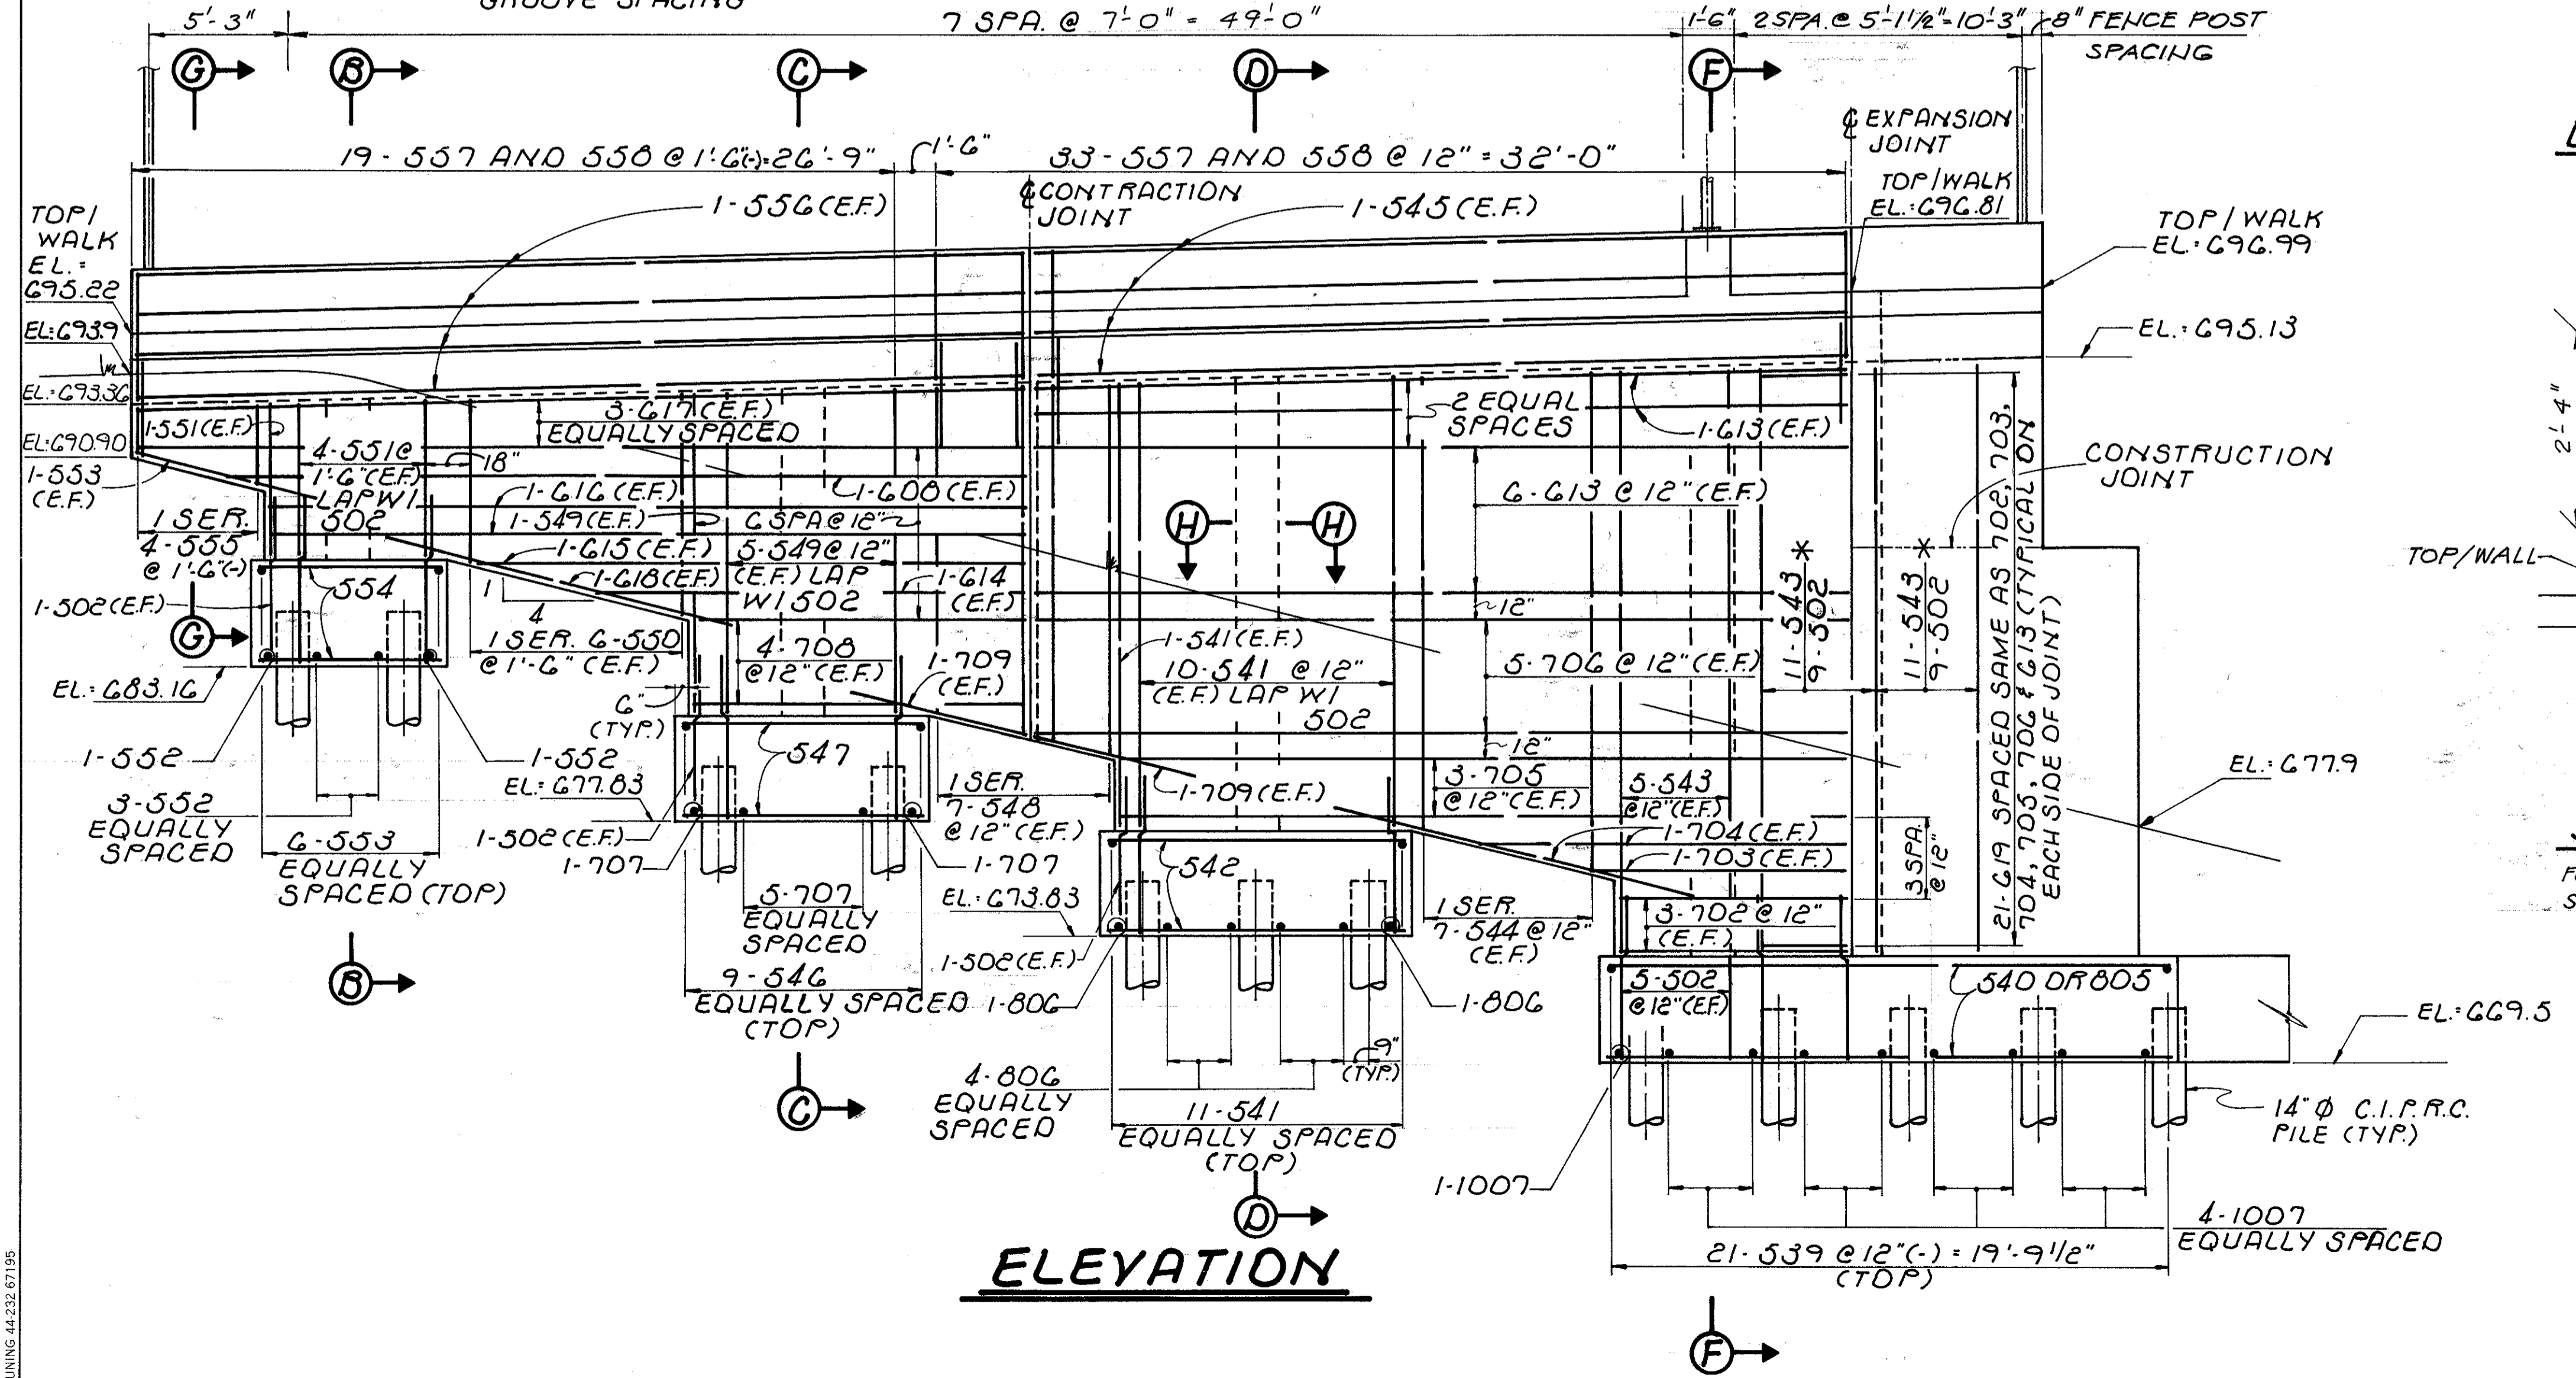 GROOVE SPACING
5'-3"
7 SPA. @ 7'-0" = 49'-0"
1'-6"
2 SPA. @ 5'-1 1/2" = 10'-3"
8" FENCE POST
SPACING
G
B
C
D
F
19-557 AND 558 @ 1'-6"(-) = 26'-9"
1'-6"
33-557 AND 558 @ 12" = 32'-0"
℄ EXPANSION
JOINT
℄ CONTRACTION
JOINT
TOP/WALK
EL.: 696.81
TOP/WALK
EL.: 696.99
1-556 (E.F.)
1-545 (E.F.)
TOP/
WALK
EL.:
695.22
EL: 693.9
EL: 693.36
EL: 690.90
EL.: 695.13
1-551 (E.F.)
1-553
(E.F.)
4-551 @
1'-6" (E.F.)
LAP W/
502
18"
3-617 (E.F.)
EQUALLY SPACED
2 EQUAL
SPACES
1-613 (E.F.)
CONSTRUCTION
JOINT
1-616 (E.F.)
1-608 (E.F.)
6-613 @ 12" (E.F.)
1-549 (E.F.)
6 SPA @ 12"
H
H
1 SER.
4-555
@ 1'-6"(-)
1-615 (E.F.)
5-549 @ 12"
(E.F.) LAP
W/ 502
1-618 (E.F.)
1-614
(E.F.)
1
4
12"
11-543 *
9-502
11-543 *
9-502
21-619 SPACED SAME AS 702, 703,
704, 705, 706 & 613 (TYPICAL ON
EACH SIDE OF JOINT)
TOP/WALL
2'-4"
554
1-502 (E.F.)
G
1 SER. 6-550
@ 1'-6" (E.F.)
4-708
@ 12" (E.F.)
1-709
(E.F.)
1-541 (E.F.)
10-541 @ 12"
(E.F.) LAP W/
502
5-706 @ 12" (E.F.)
EL.: 683.16
6"
(TYP.)
1-552
1-552
547
EL.: 677.83
1 SER.
7-548
@ 12" (E.F.)
1-709 (E.F.)
12"
3-705
@ 12" (E.F.)
5-543
@ 12" (E.F.)
EL.: 677.9
3-552
EQUALLY
SPACED
6-553
EQUALLY
SPACED (TOP)
1-502 (E.F.)
1-707
1-707
5-707
EQUALLY
SPACED
542
EL.: 673.83
1-704 (E.F.)
1-703 (E.F.)
3 SPA.
@ 12"
1 SER.
7-544 @ 12"
(E.F.)
3-702 @ 12"
(E.F.)
B
9-546
EQUALLY SPACED
(TOP)
1-502 (E.F.)
1-806
1-806
5-502
@ 12" (E.F.)
540 OR 805
EL.: 669.5
C
4-806
EQUALLY
SPACED
9"
(TYP.)
11-541
EQUALLY SPACED
(TOP)
14" Ø C.I.P.R.C.
PILE (TYP.)
1-1007
4-1007
EQUALLY SPACED
D
21-539 @ 12"(-) = 19'-9 1/2"
(TOP)
ELEVATION
F
UNING 44-232 67195